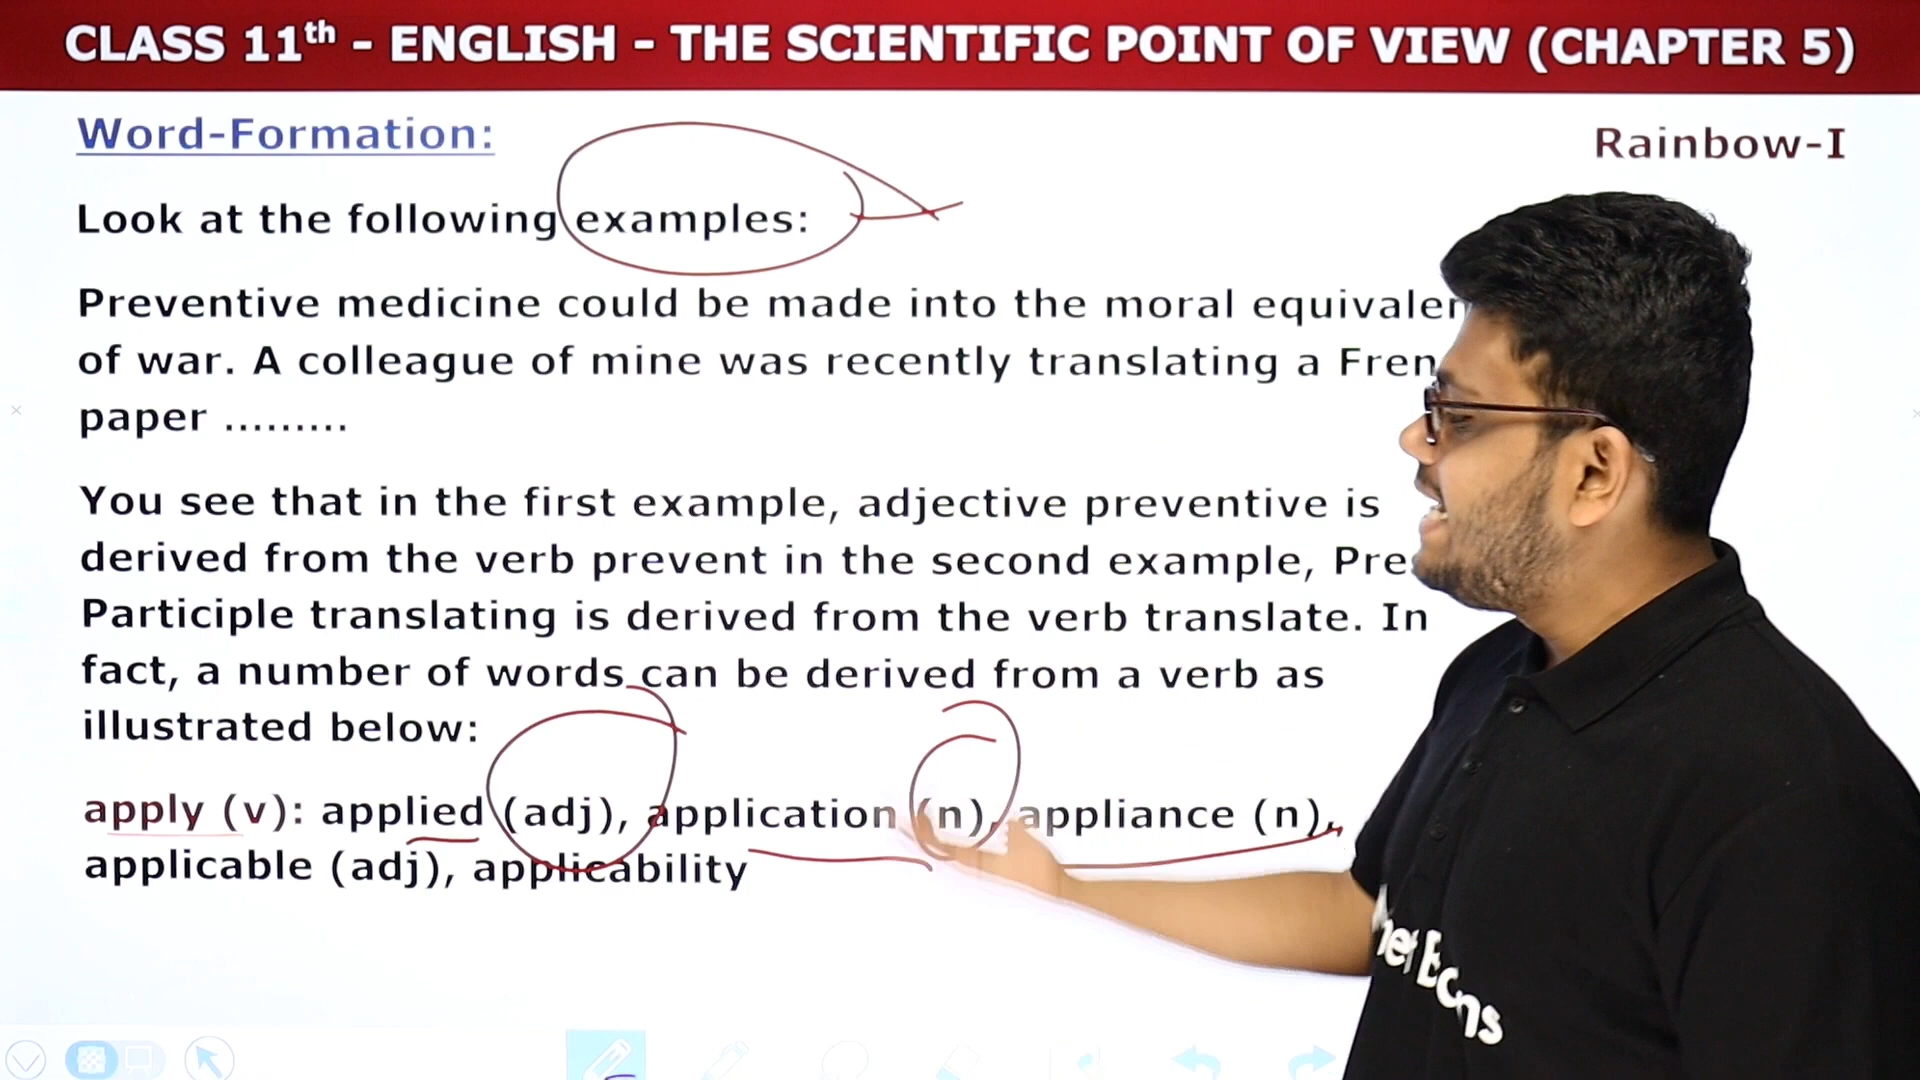 CLASS 11th - ENGLISH - THE SCIENTIFIC POINT OF VIEW (CHAPTER 5)
Word-Formation:
Rainbow-I
Look at the following examples:
Preventive medicine could be made into the moral
of war. A colleague of mine was recently translating a
paper .........
You see that in the first example, adjective preventive is
derived from the verb prevent in the second example,
Participle translating is derived from the verb translate. In
fact, a number of words can be derived from a verb as
illustrated below:
apply (v): applied (adj), application (n), appliance (n),
applicable (adj), applicability